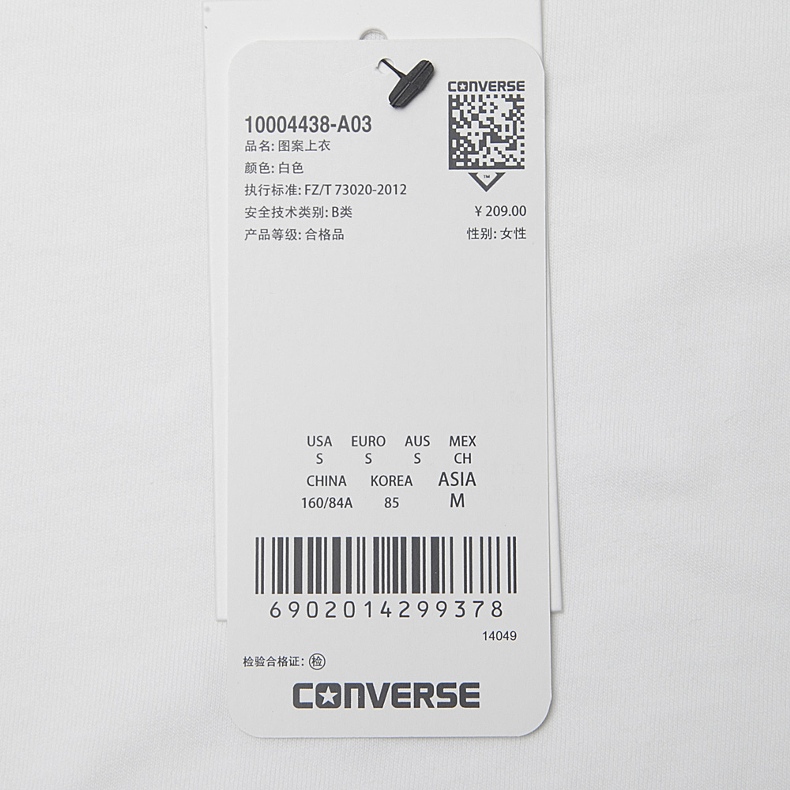 CONVERSE
10004438-A03
品名: 图案上衣
颜色: 白色
执行标准: FZ/T 73020-2012
安全技术类别: B类
产品等级: 合格品
TM
¥ 209.00
性别: 女性
USA EURO AUS MEX
S S S CH
CHINA KOREA ASIA
160/84A 85 M
6902014299378
14049
检验合格证: 检
CONVERSE